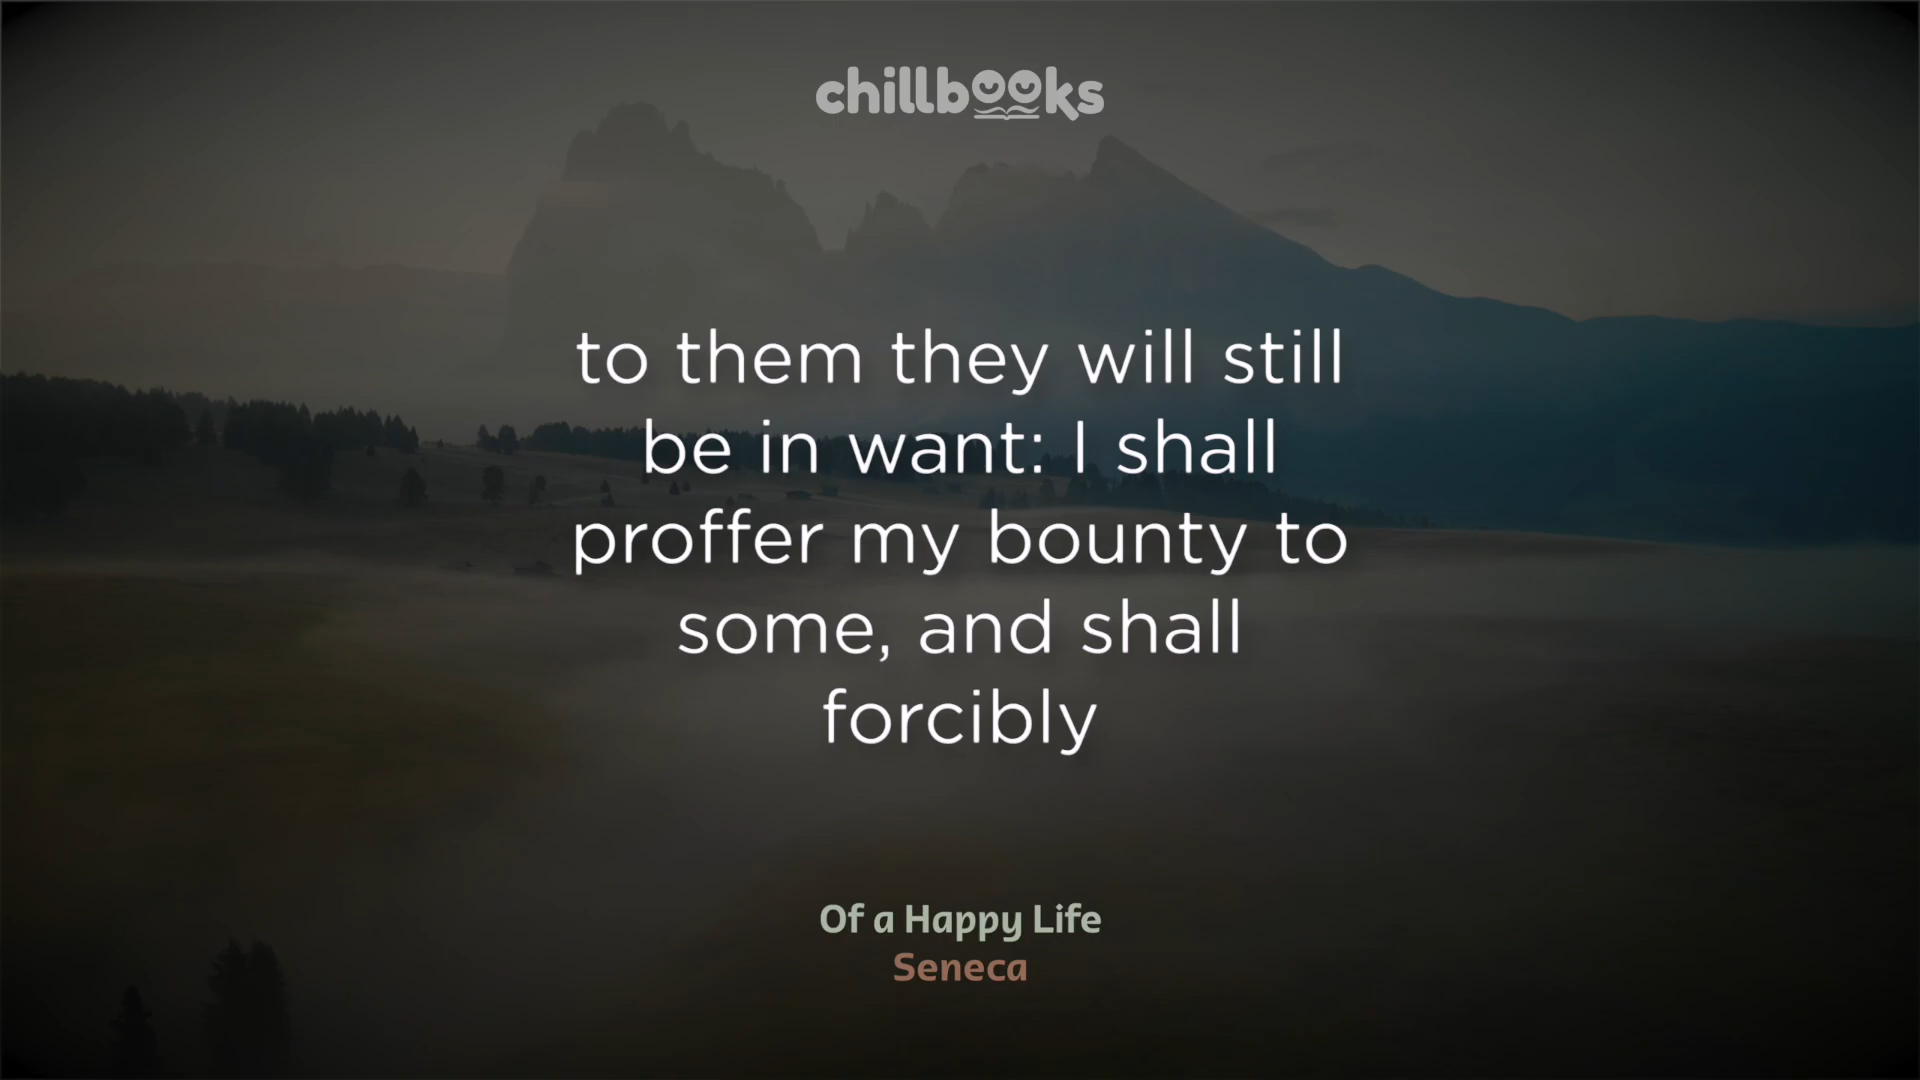 chillbooks
to them they will still
be in want: I shall
proffer my bounty to
some, and shall
forcibly
Of a Happy Life
Seneca